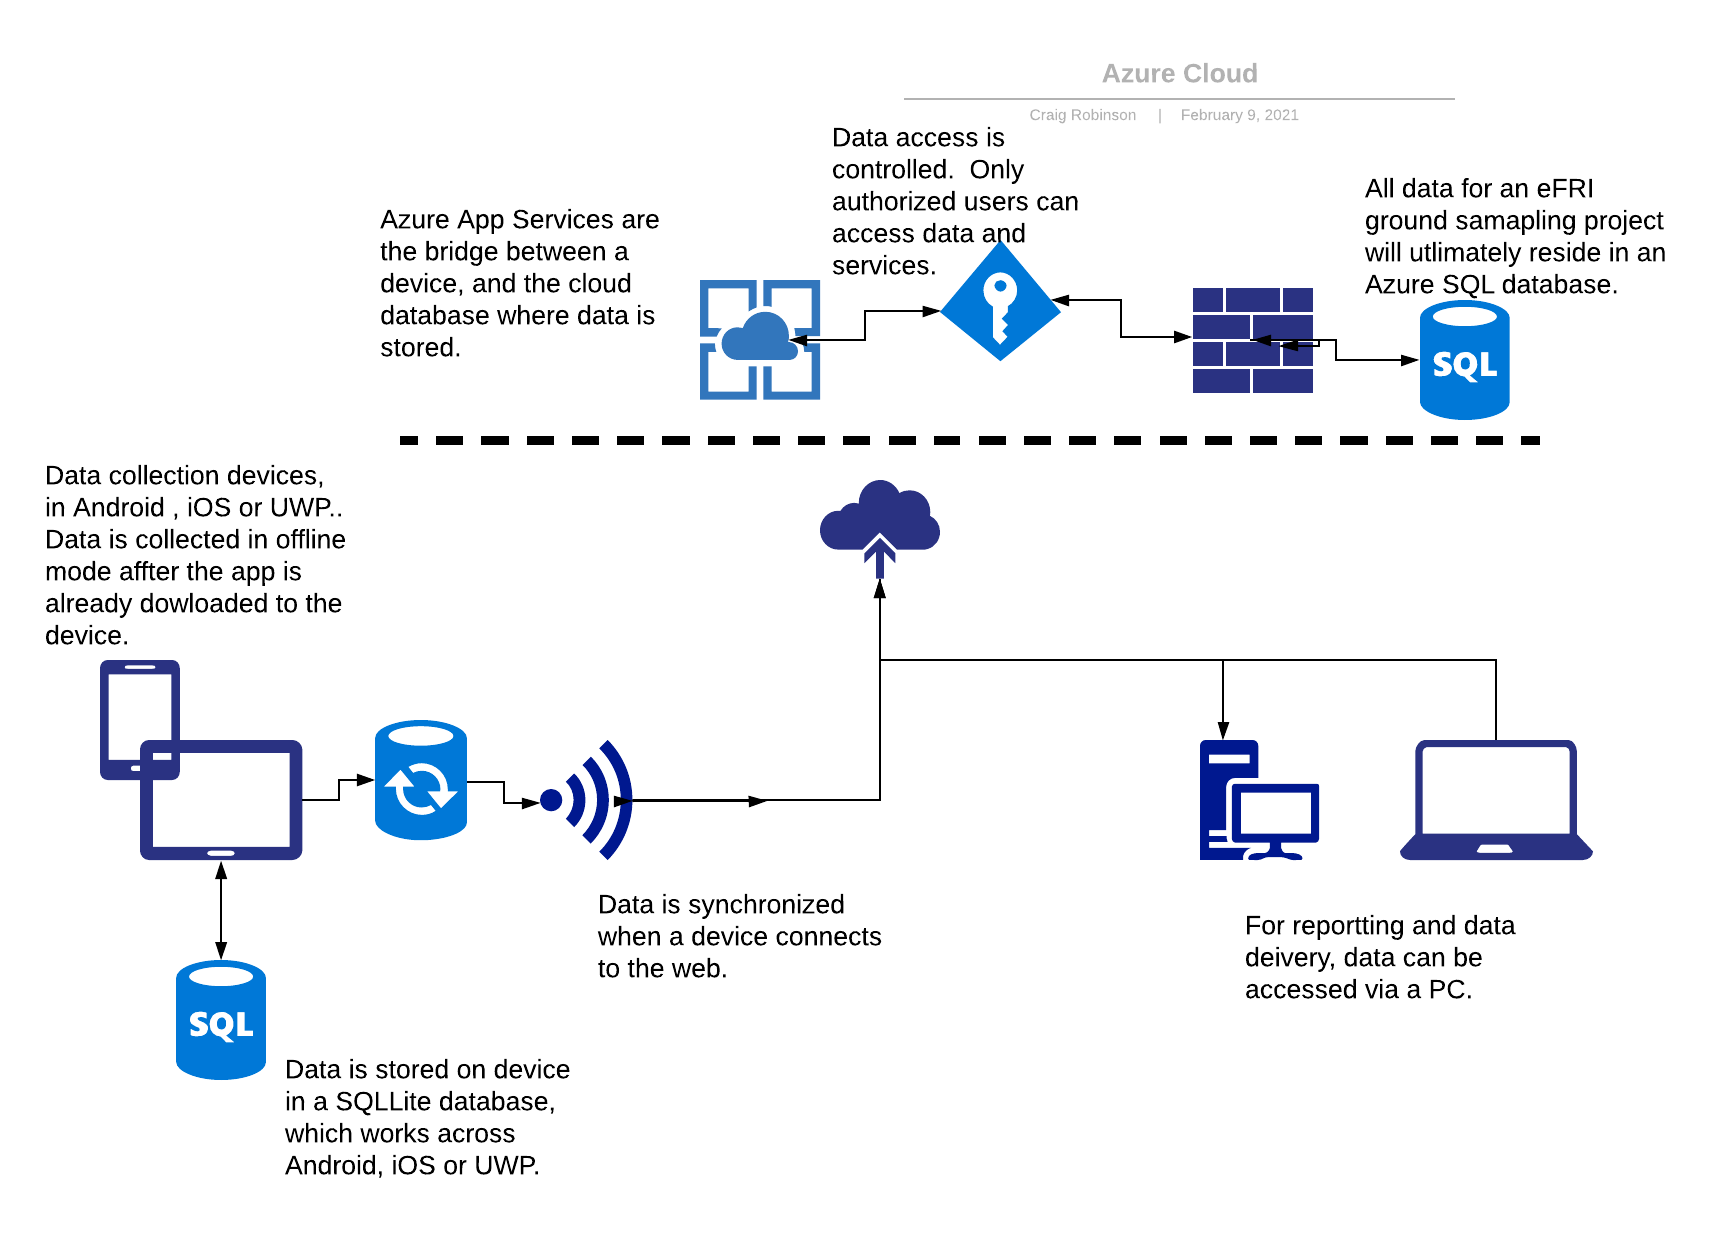 Azure Cloud
Craig Robinson | February 9, 2021
Data access is
controlled.  Only
authorized users can
access data and
services.
Azure App Services are
the bridge between a
device, and the cloud
database where data is
stored.
All data for an eFRI
ground samapling project
will utlimately reside in an
Azure SQL database.
SQL
Data collection devices,
in Android , iOS or UWP..
Data is collected in offline
mode affter the app is
already dowloaded to the
device.
Data is synchronized
when a device connects
to the web.
For reportting and data
deivery, data can be
accessed via a PC.
SQL
Data is stored on device
in a SQLLite database,
which works across
Android, iOS or UWP.